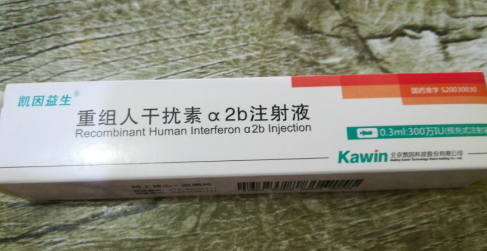 凯因益生®
国药准字 S20030030
重组人干扰素α2b注射液
Recombinant Human Interferon α2b Injection
0.3ml:300万IU(预充式注射
Kawin 北京凯因科技股份有限公司